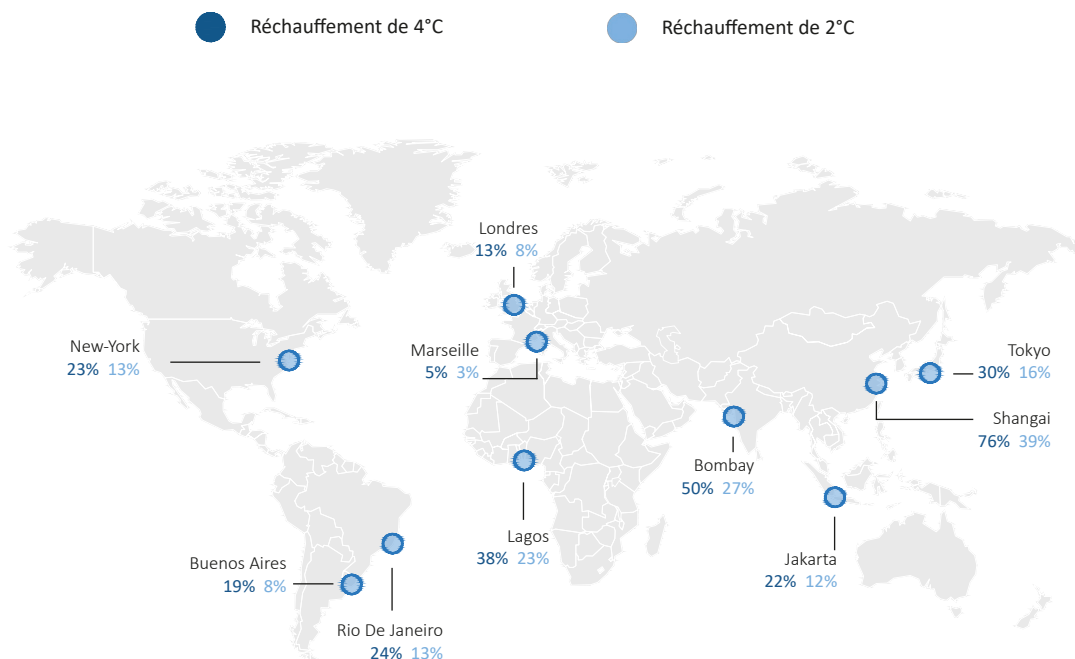 Réchauffement de 4°C
Réchauffement de 2°C
Londres
13% 8%
New-York
23% 13%
Marseille
5% 3%
Tokyo
30% 16%
Shangai
76% 39%
Bombay
50% 27%
Lagos
38% 23%
Jakarta
22% 12%
Buenos Aires
19% 8%
Rio De Janeiro
24% 13%